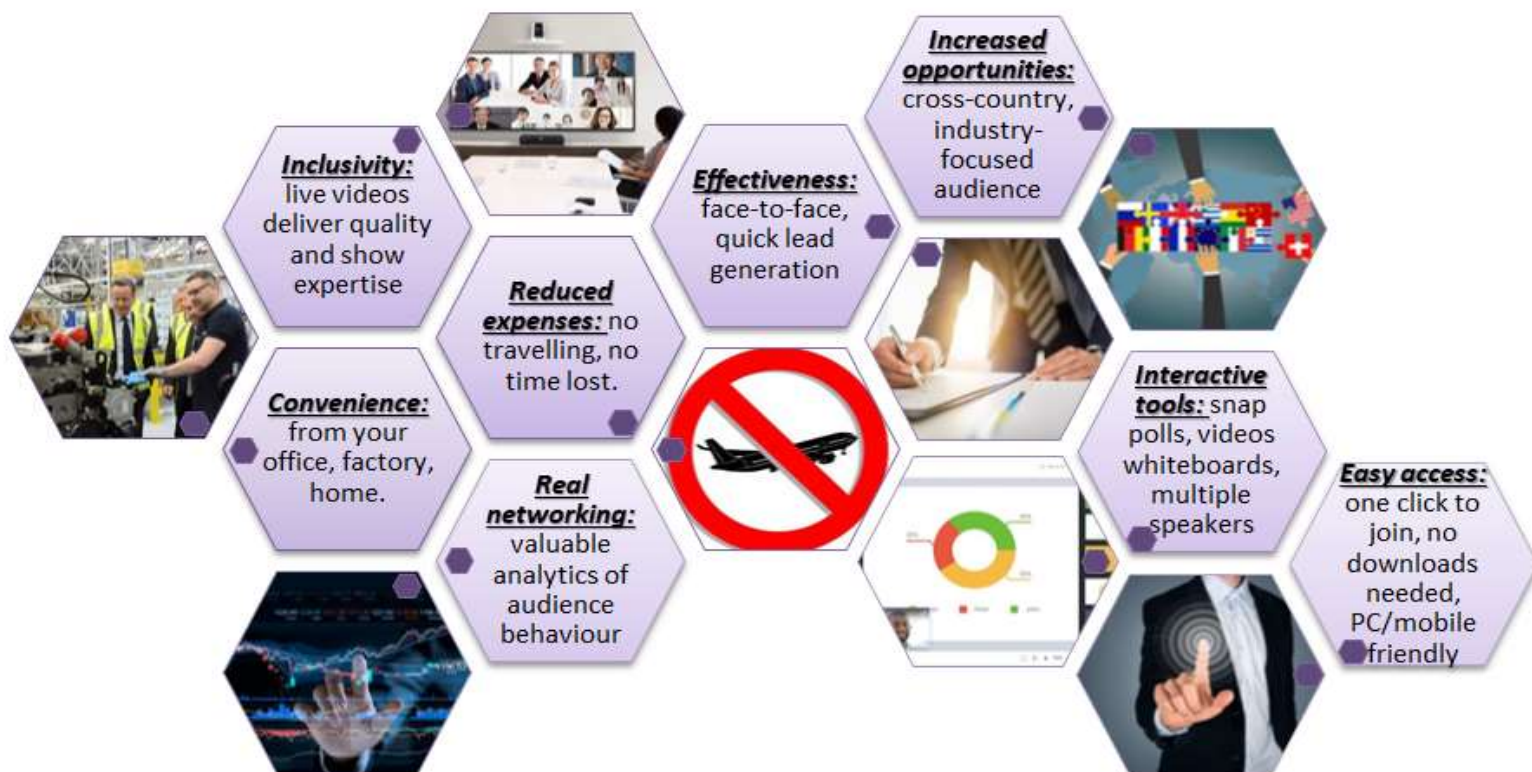 Increased
opportunities:
cross-country,
industry-
focused
audience
Inclusivity:
live videos
deliver quality
and show
expertise
Effectiveness:
face-to-face,
quick lead
generation
Reduced
expenses: no
travelling, no
time lost.
Convenience:
from your
office, factory,
home.
Interactive
tools: snap
polls, videos
whiteboards,
multiple
speakers
Real
networking:
valuable
analytics of
audience
behaviour
Easy access:
one click to
join, no
downloads
needed,
PC/mobile
friendly